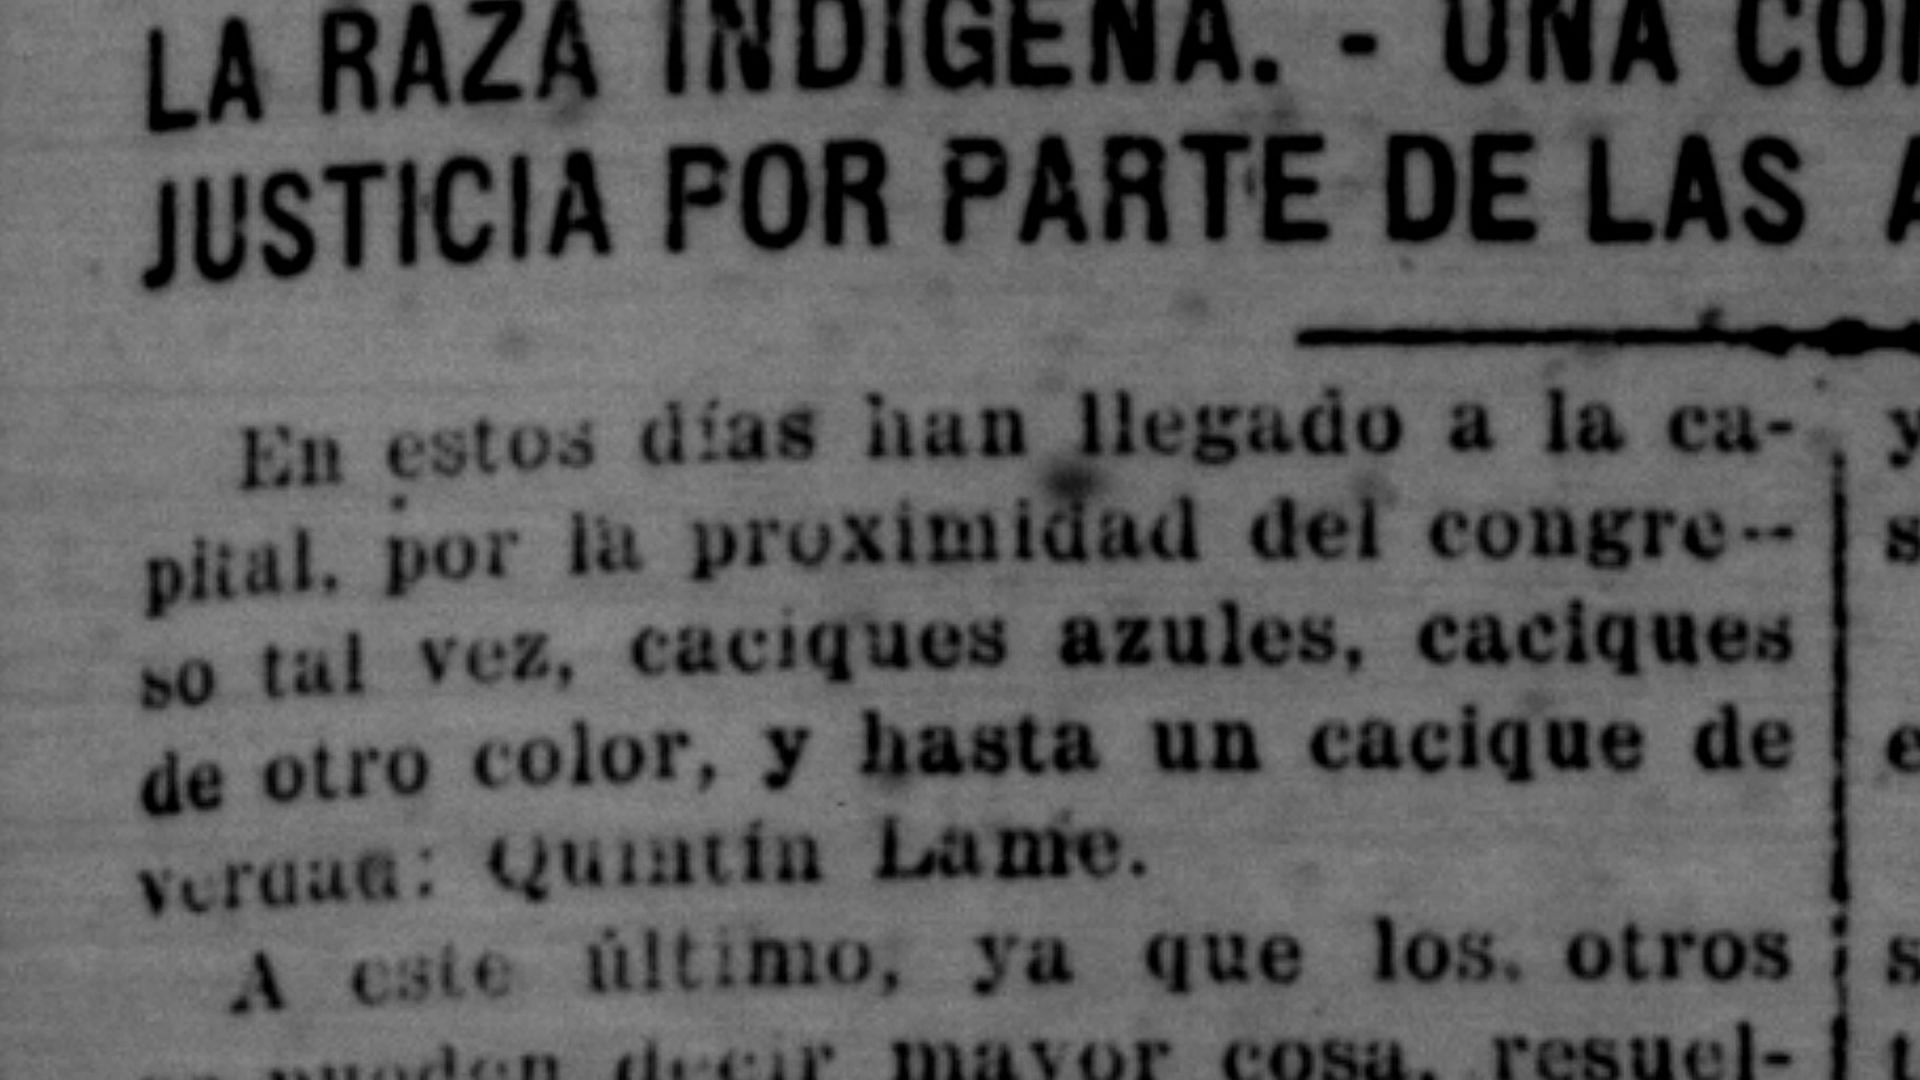 LA RAZA INDIGENA. - UNA
JUSTICIA POR PARTE DE LAS
En estos días han llegado a la ca-
pital, por la proximidad del congre--
so tal vez, caciques azules, caciques
de otro color, y hasta un cacique de
verdad: Quintín Lame.
A este último, ya que los otros
pueden decir mayor cosa, resuel-